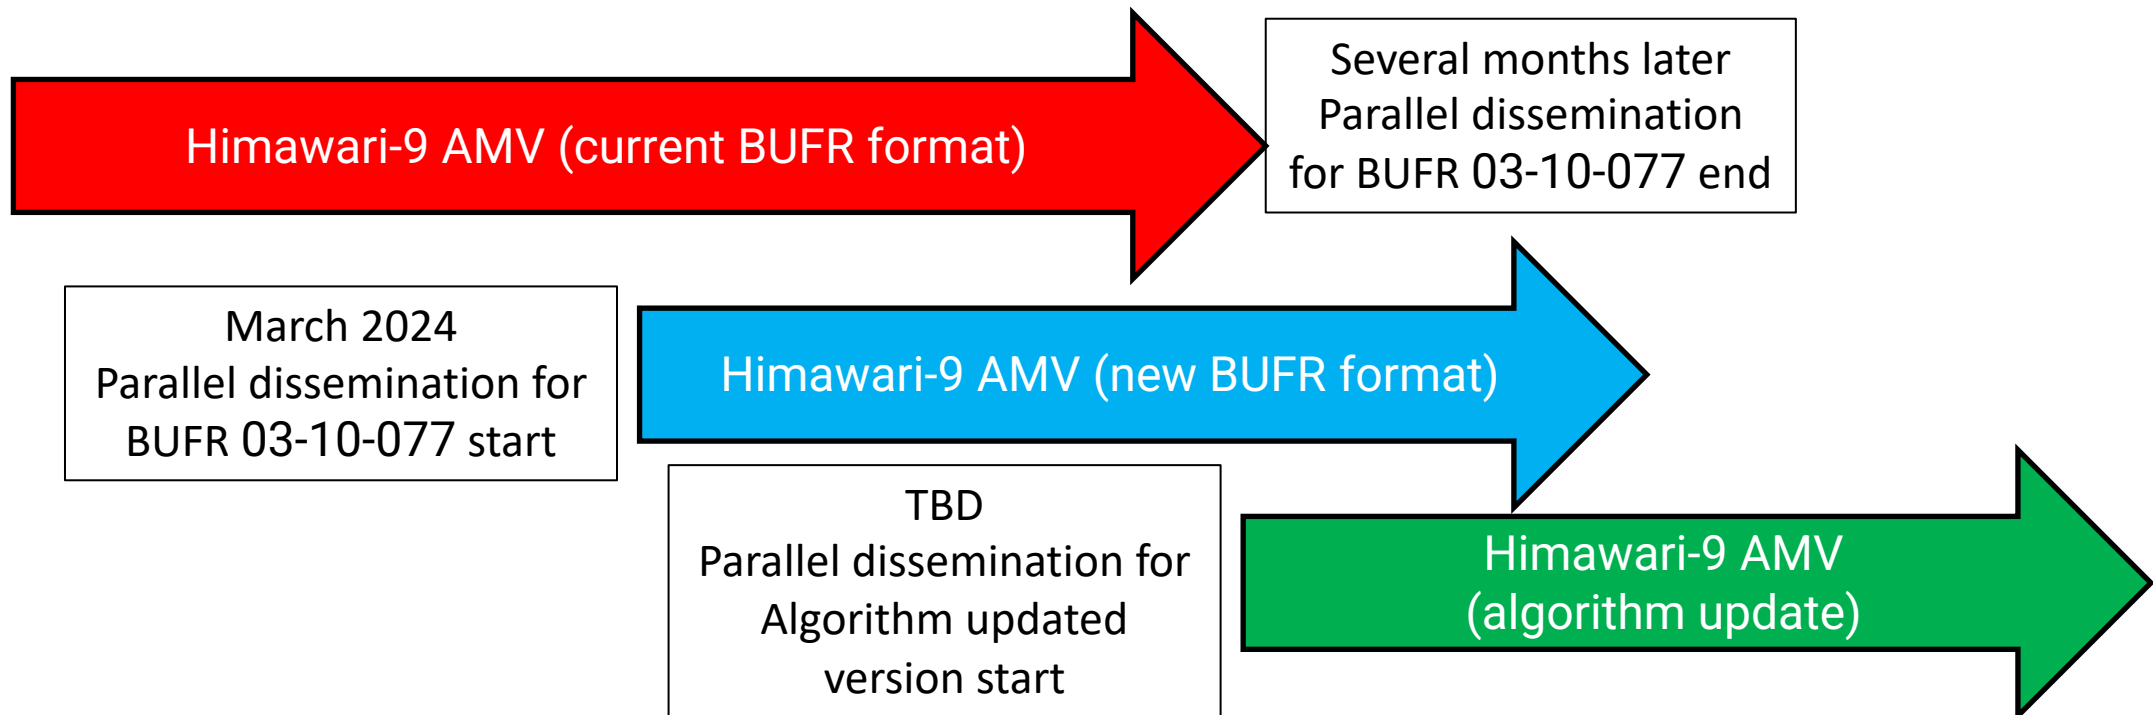 Himawari-9 AMV (current BUFR format)
Several months later
Parallel dissemination
for BUFR 03-10-077 end
March 2024
Parallel dissemination for
BUFR 03-10-077 start
Himawari-9 AMV (new BUFR format)
TBD
Parallel dissemination for
Algorithm updated
version start
Himawari-9 AMV
(algorithm update)